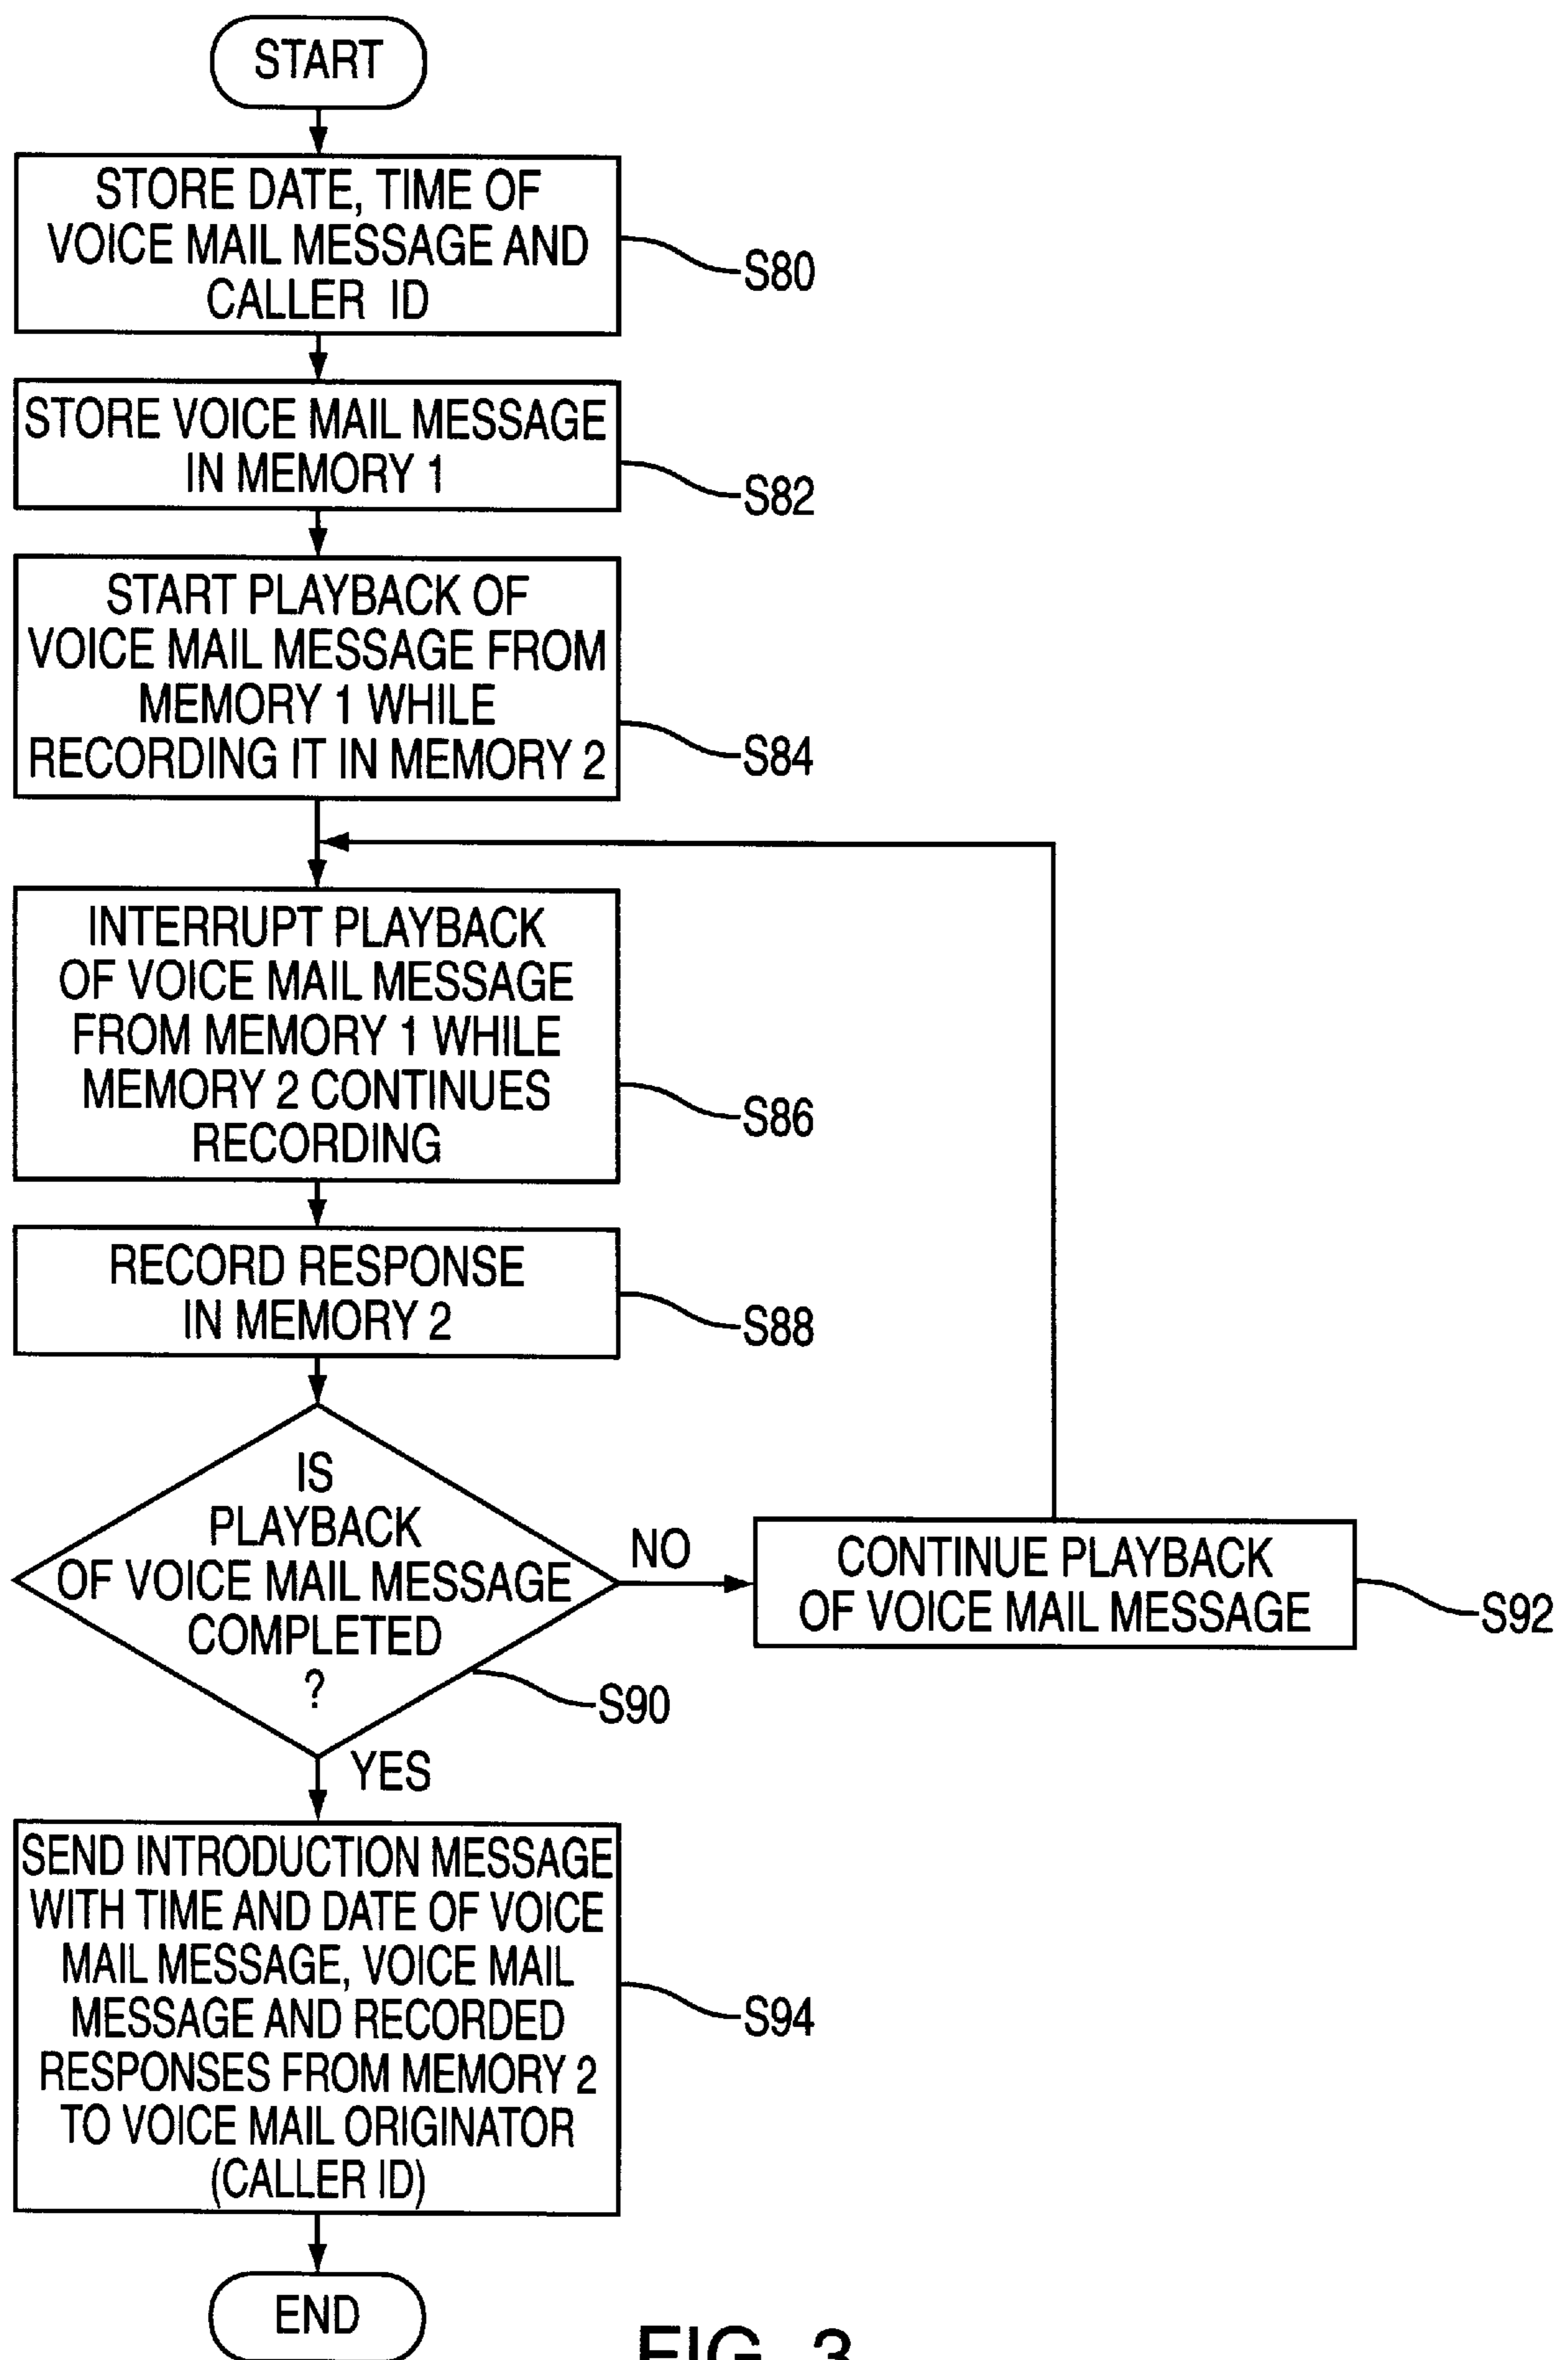 START
STORE DATE, TIME OF
VOICE MAIL MESSAGE AND
CALLER ID
S80
STORE VOICE MAIL MESSAGE
IN MEMORY 1
S82
START PLAYBACK OF
VOICE MAIL MESSAGE FROM
MEMORY 1 WHILE
RECORDING IT IN MEMORY 2
S84
INTERRUPT PLAYBACK
OF VOICE MAIL MESSAGE
FROM MEMORY 1 WHILE
MEMORY 2 CONTINUES
RECORDING
S86
RECORD RESPONSE
IN MEMORY 2
S88
IS
PLAYBACK
OF VOICE MAIL MESSAGE
COMPLETED
?
S90
NO
CONTINUE PLAYBACK
OF VOICE MAIL MESSAGE
S92
YES
SEND INTRODUCTION MESSAGE
WITH TIME AND DATE OF VOICE
MAIL MESSAGE, VOICE MAIL
MESSAGE AND RECORDED
RESPONSES FROM MEMORY 2
TO VOICE MAIL ORIGINATOR
(CALLER ID)
S94
END
FIG. 3